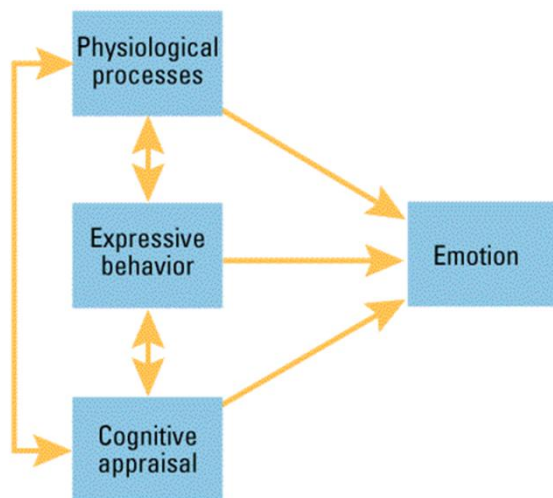 Physiological
processes
Expressive
behavior
Emotion
Cognitive
appraisal